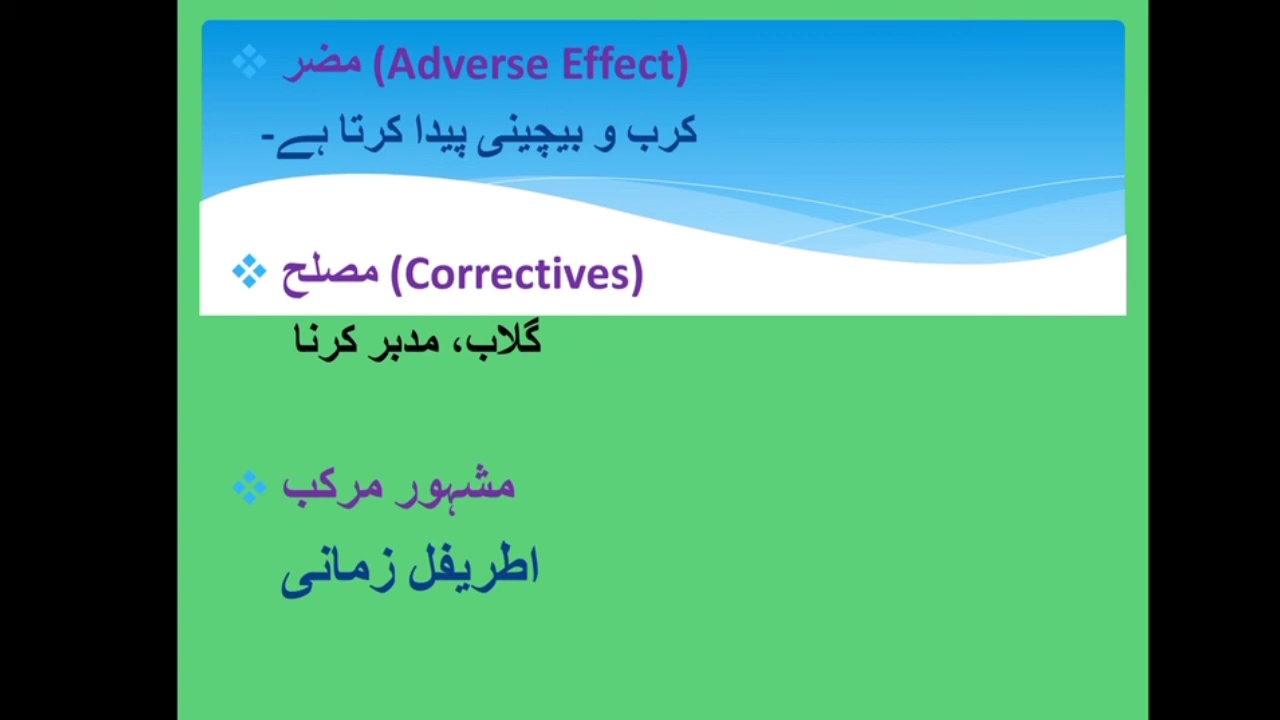 مضر (Adverse Effect)
کرب و بیچینی پیدا کرتا ہے۔
مصلح (Correctives)
گلاب، مدبر کرنا
مشہور مرکب
اطریفل زمانی